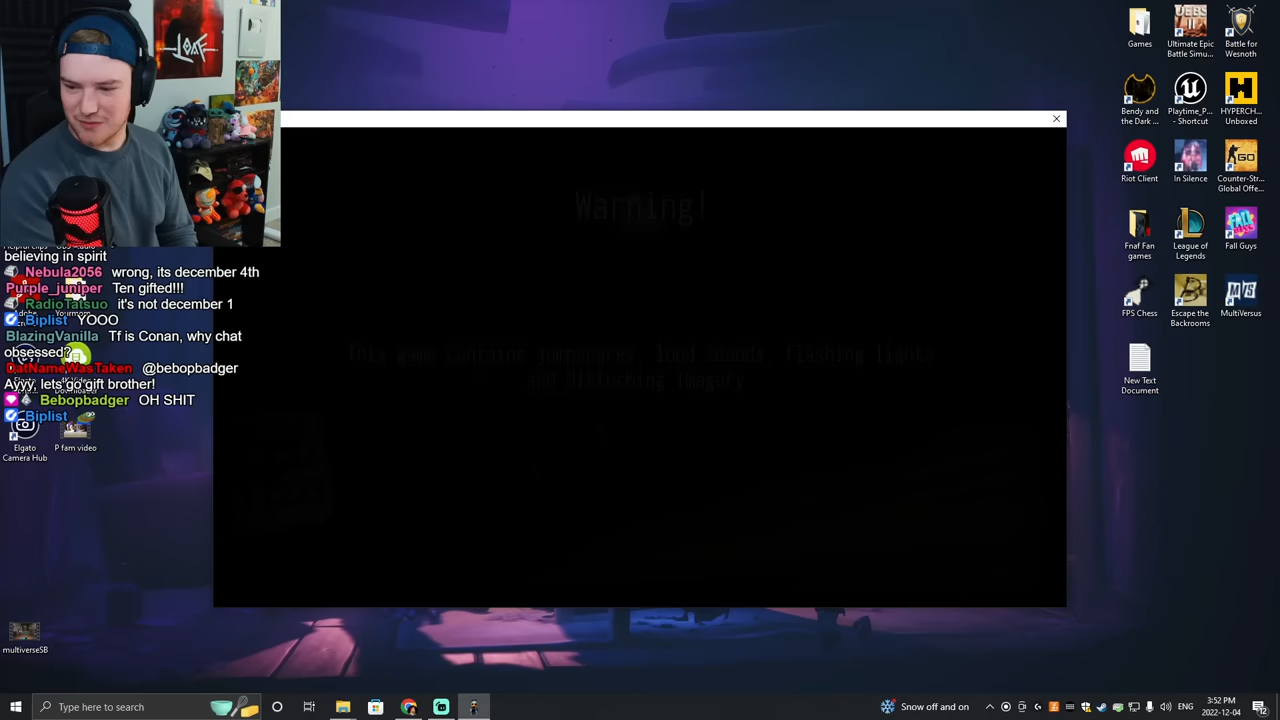 LOAF
Games
Ultimate Epic
Battle Simu...
Battle for
Wesnoth
Bendy and
the Dark ...
Playtime_P...
- Shortcut
HYPERCH...
Unboxed
Riot Client
In Silence
Counter-Str...
Global Offe...
Fnaf Fan
games
League of
Legends
Fall Guys
FPS Chess
Escape the
Backrooms
MultiVersus
New Text
Document
Warning!
This game contains jumpscares, loud sounds, flashing lights
and disturbing imagery
believing in spirit
Nebula2056 wrong, its december 4th
Purple_juniper Ten gifted!!!
RadioTatsuo it's not december 1
Biplist YOOO
BlazingVanilla Tf is Conan, why chat
obsessed?
DatNameWasTaken @bebopbadger
Ayyy, lets go gift brother!
Bebopbadger OH SHIT
Biplist
Elgato
Camera Hub
P fam video
multiverseSB
Type here to search
Snow off and on
ENG
3:52 PM
2022-12-04
12